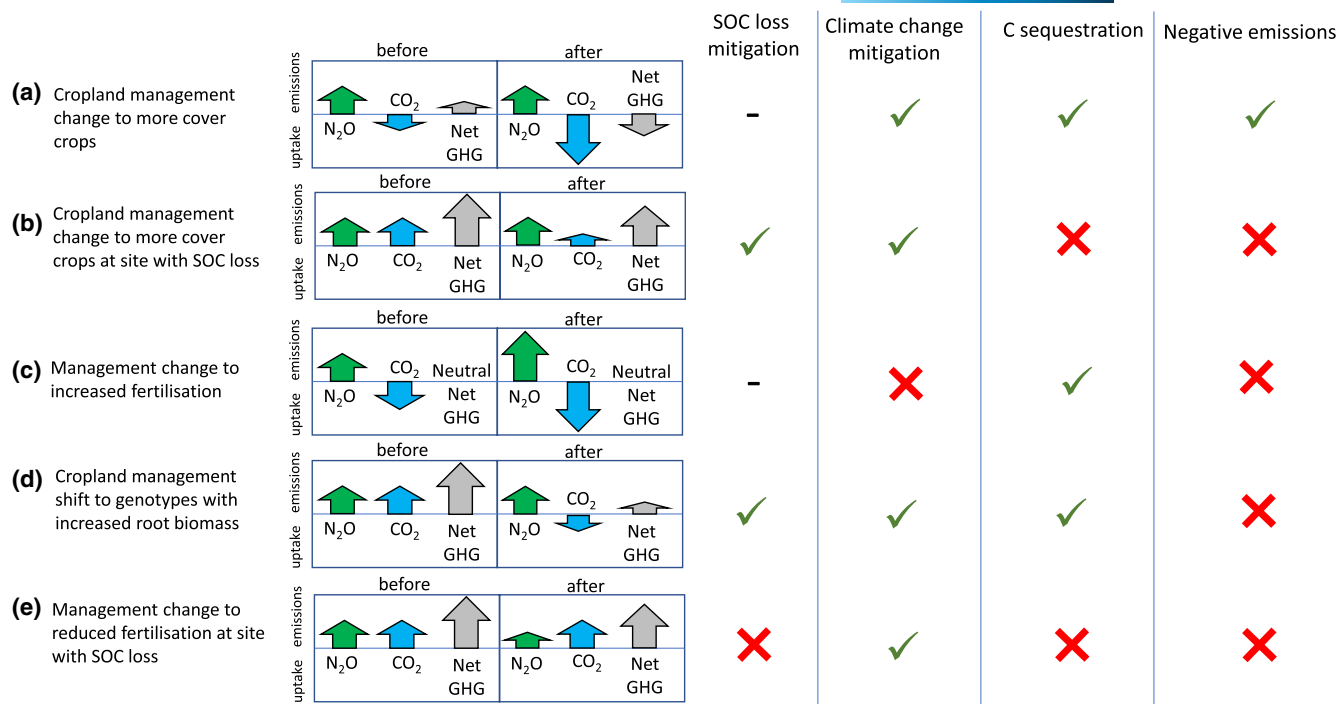 SOC loss
mitigation
Climate change
mitigation
C sequestration
Negative emissions
before
after
(a) Cropland management
change to more cover
crops
emissions
uptake
N₂O
CO₂
Net
GHG
N₂O
CO₂
Net
GHG
-
before
after
(b) Cropland management
change to more cover
crops at site with SOC loss
emissions
uptake
N₂O
CO₂
Net
GHG
N₂O
CO₂
Net
GHG
before
after
(c) Management change to
increased fertilisation
emissions
uptake
N₂O
CO₂
Neutral
Net
GHG
N₂O
CO₂
Neutral
Net
GHG
-
before
after
(d) Cropland management
shift to genotypes with
increased root biomass
emissions
uptake
N₂O
CO₂
Net
GHG
N₂O
CO₂
Net
GHG
before
after
(e) Management change to
reduced fertilisation at site
with SOC loss
emissions
uptake
N₂O
CO₂
Net
GHG
N₂O
CO₂
Net
GHG